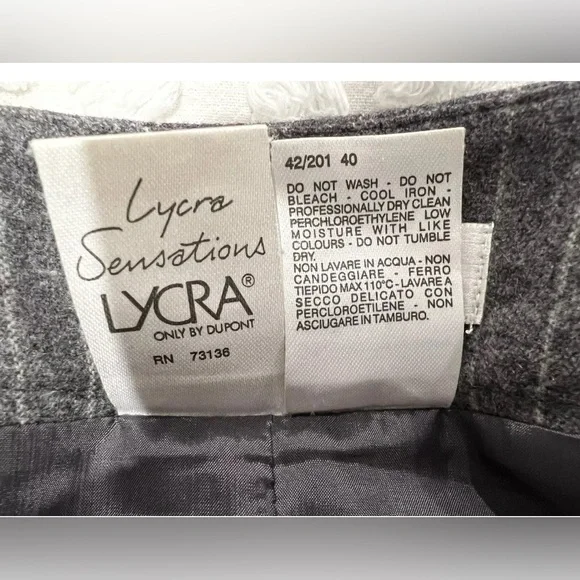 Lycra
Sensations
LYCRA®
ONLY BY DUPONT
RN 73136
42/201 40
DO NOT WASH - DO NOT
BLEACH - COOL IRON -
PROFESSIONALLY DRY CLEAN
PERCHLOROETHYLENE LOW
MOISTURE WITH LIKE
COLOURS - DO NOT TUMBLE
DRY.
NON LAVARE IN ACQUA - NON
CANDEGGIARE - FERRO
TIEPIDO MAX 110°C - LAVARE A
SECCO DELICATO CON
PERCLOROETILENE - NON
ASCIUGARE IN TAMBURO.